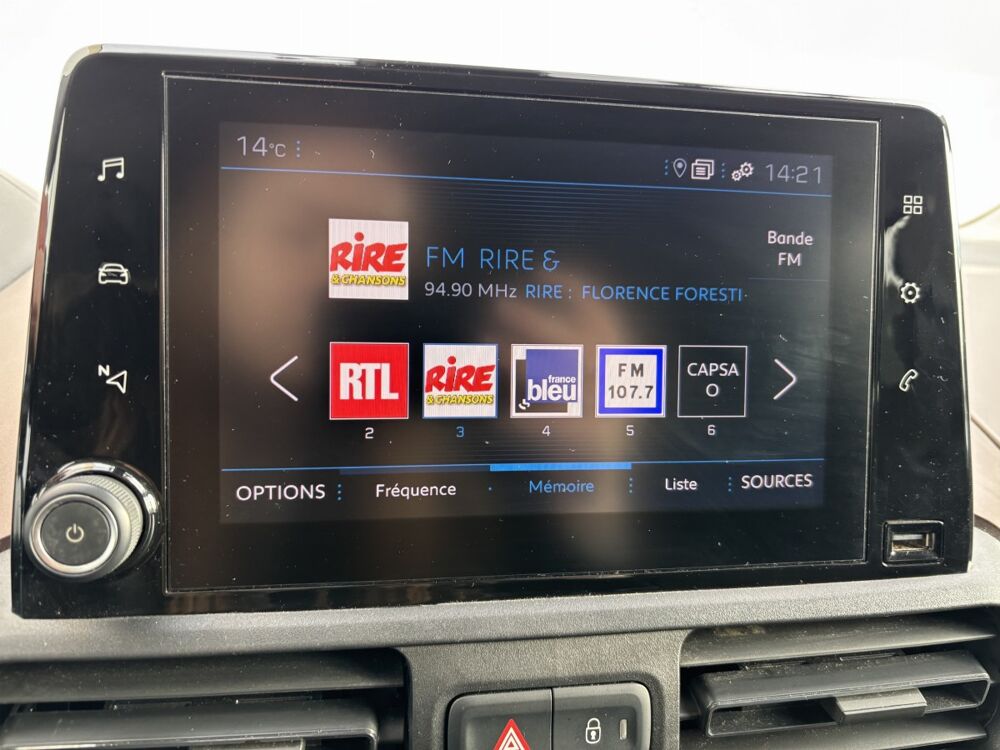 14°C
14:21
RIRE
& CHANSONS
FM RIRE &
94.90 MHz RIRE : FLORENCE FORESTI
Bande
FM
RTL
RIRE
& CHANSONS
france
bleu
FM
107.7
CAPSA
O
2
3
4
5
6
OPTIONS
Fréquence
Mémoire
Liste
SOURCES
N